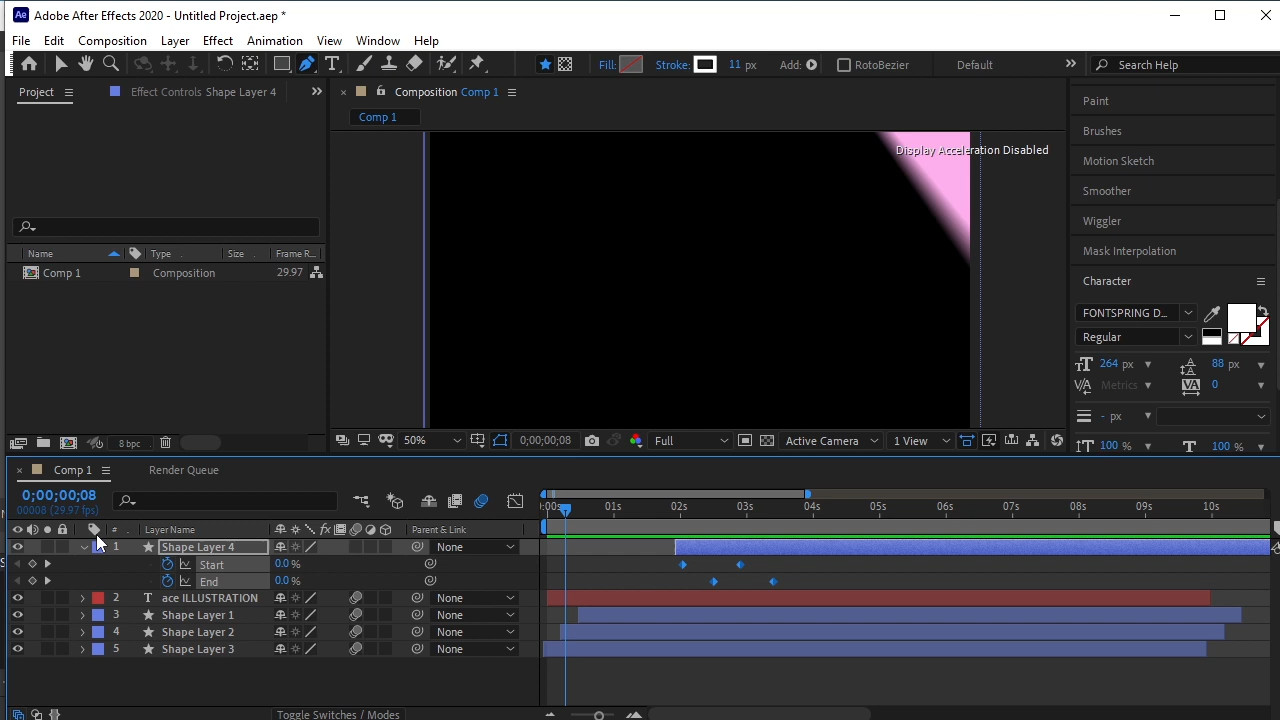 Adobe After Effects 2020 - Untitled Project.aep *
File Edit Composition Layer Effect Animation View Window Help
Fill: Stroke: 11 px Add: RotoBezier Default Search Help
Project Effect Controls Shape Layer 4 Composition Comp 1
Comp 1
Display Acceleration Disabled
Paint
Brushes
Motion Sketch
Smoother
Wiggler
Mask Interpolation
Character
Name Type Size Frame R...
Comp 1 Composition 29.97
FONTSPRING D...
Regular
264 px 88 px
Metrics 0
- px
100 % 100 %
8 bpc 50% 0;00;00;08 Full Active Camera 1 View
Comp 1 Render Queue
0;00;00;08
00008 (29.97 fps)
):00s 01s 02s 03s 04s 05s 06s 07s 08s 09s 10s
# Layer Name fx Parent & Link
1 Shape Layer 4 None
Start 0.0 %
End 0.0 %
2 T ace ILLUSTRATION None
3 Shape Layer 1 None
4 Shape Layer 2 None
5 Shape Layer 3 None
Toggle Switches / Modes